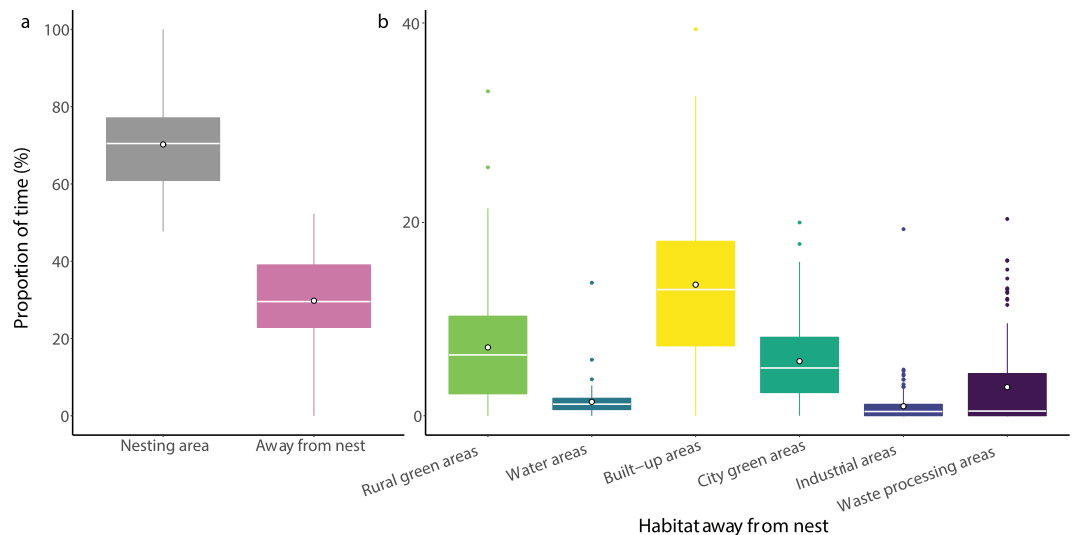 a
b
Proportion of time (%)
100
80
60
40
20
0
Nesting area
Away from nest
40
20
0
Rural green areas
Water areas
Built–up areas
City green areas
Industrial areas
Waste processing areas
Habitat away from nest